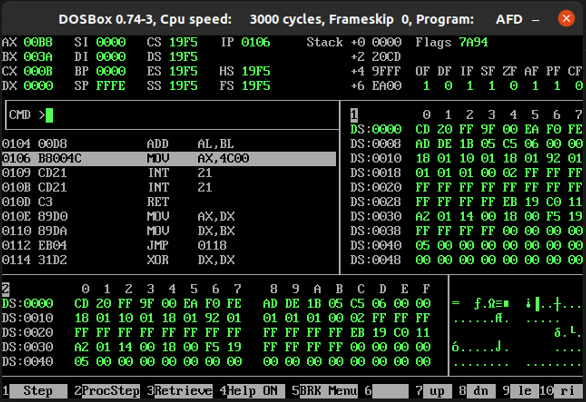 DOSBox 0.74-3, Cpu speed: 3000 cycles, Frameskip 0, Program: AFD
AX 00B8 SI 0000 CS 19F5 IP 0106 Stack +0 0000 Flags 7A94
BX 003A DI 0000 DS 19F5 +2 20CD
CX 000B BP 0000 ES 19F5 HS 19F5 +4 9FFF OF DF IF SF ZF AF PF CF
DX 0000 SP FFFE SS 19F5 FS 19F5 +6 EA00 1 0 1 1 0 1 1 0
CMD >
0104 00D8 ADD AL,BL
0106 B8004C MOV AX,4C00
0109 CD21 INT 21
010B CD21 INT 21
010D C3 RET
010E 89D0 MOV AX,DX
0110 89DA MOV DX,BX
0112 EB04 JMP 0118
0114 31D2 XOR DX,DX
1 0 1 2 3 4 5 6 7
DS:0000 CD 20 FF 9F 00 EA F0 FE
DS:0008 AD DE 1B 05 C5 06 00 00
DS:0010 18 01 10 01 18 01 92 01
DS:0018 01 01 01 00 02 FF FF FF
DS:0020 FF FF FF FF FF FF FF FF
DS:0028 FF FF FF FF EB 19 C0 11
DS:0030 A2 01 14 00 18 00 F5 19
DS:0038 FF FF FF FF 00 00 00 00
DS:0040 05 00 00 00 00 00 00 00
DS:0048 00 00 00 00 00 00 00 00
2 0 1 2 3 4 5 6 7 8 9 A B C D E F
DS:0000 CD 20 FF 9F 00 EA F0 FE AD DE 1B 05 C5 06 00 00
DS:0010 18 01 10 01 18 01 92 01 01 01 01 00 02 FF FF FF
DS:0020 FF FF FF FF FF FF FF FF FF FF FF FF EB 19 C0 11
DS:0030 A2 01 14 00 18 00 F5 19 FF FF FF FF 00 00 00 00
DS:0040 05 00 00 00 00 00 00 00 00 00 00 00 00 00 00 00
1 Step 2 ProcStep 3 Retrieve 4 Help ON 5 BRK Menu 6 7 up 8 dn 9 le 10 ri